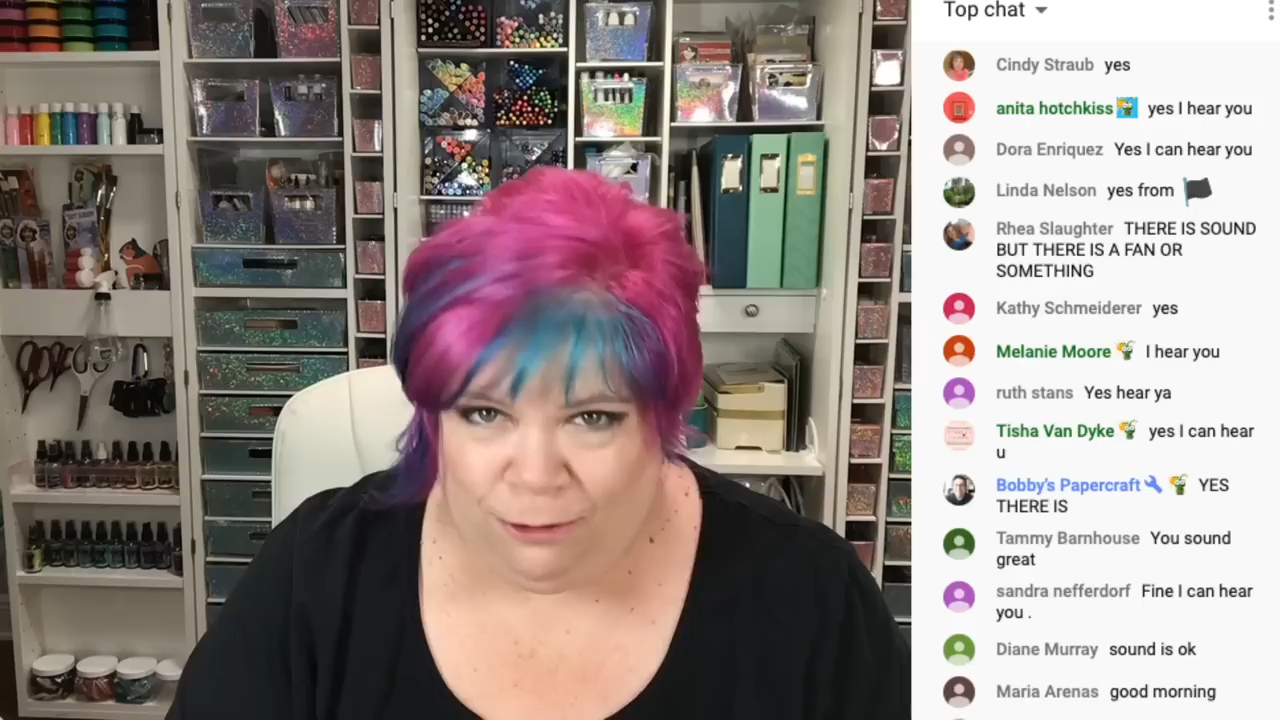 Top chat
Cindy Straub yes
anita hotchkiss yes I hear you
Dora Enriquez Yes I can hear you
Linda Nelson yes from
Rhea Slaughter THERE IS SOUND
BUT THERE IS A FAN OR
SOMETHING
Kathy Schmeiderer yes
Melanie Moore I hear you
ruth stans Yes hear ya
Tisha Van Dyke yes I can hear
u
Bobby's Papercraft YES
THERE IS
Tammy Barnhouse You sound
great
sandra nefferdorf Fine I can hear
you .
Diane Murray sound is ok
Maria Arenas good morning